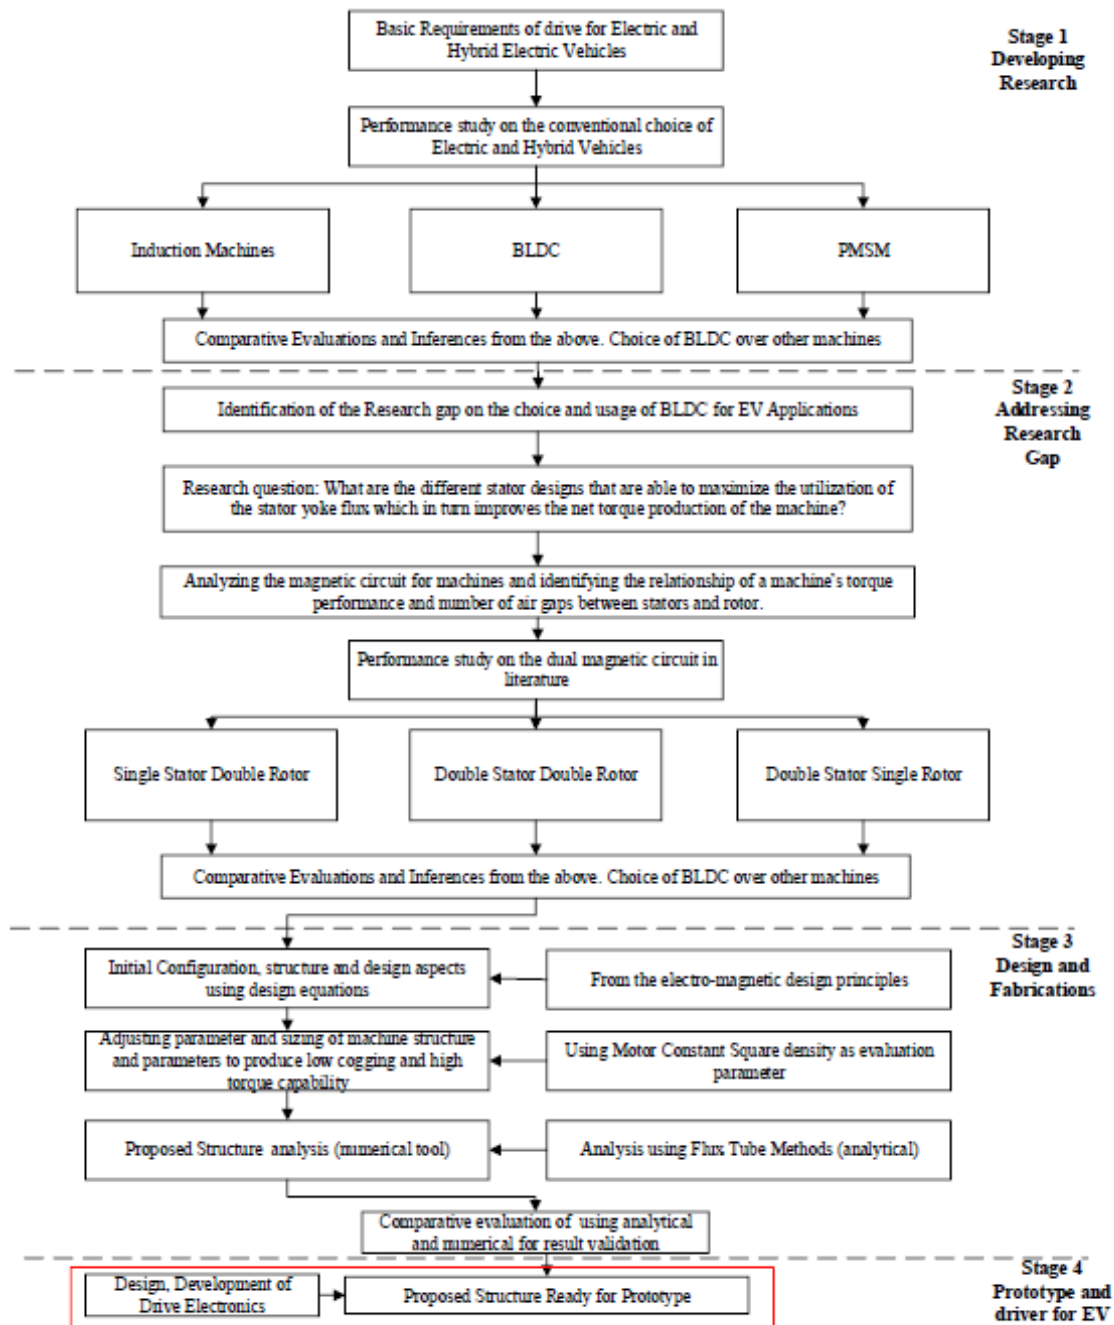 Basic Requirements of drive for Electric and
Hybrid Electric Vehicles
Stage 1
Developing
Research
Performance study on the conventional choice of
Electric and Hybrid Vehicles
Induction Machines
BLDC
PMSM
Comparative Evaluations and Inferences from the above. Choice of BLDC over other machines
Stage 2
Addressing
Research
Gap
Identification of the Research gap on the choice and usage of BLDC for EV Applications
Research question: What are the different stator designs that are able to maximize the utilization of
the stator yoke flux which in turn improves the net torque production of the machine?
Analyzing the magnetic circuit for machines and identifying the relationship of a machine's torque
performance and number of air gaps between stators and rotor.
Performance study on the dual magnetic circuit in
literature
Single Stator Double Rotor
Double Stator Double Rotor
Double Stator Single Rotor
Comparative Evaluations and Inferences from the above. Choice of BLDC over other machines
Stage 3
Design and
Fabrications
Initial Configuration, structure and design aspects
using design equations
From the electro-magnetic design principles
Adjusting parameter and sizing of machine structure
and parameters to produce low cogging and high
torque capability
Using Motor Constant Square density as evaluation
parameter
Proposed Structure analysis (numerical tool)
Analysis using Flux Tube Methods (analytical)
Comparative evaluation of using analytical
and numerical for result validation
Stage 4
Prototype and
driver for EV
Design, Development of
Drive Electronics
Proposed Structure Ready for Prototype